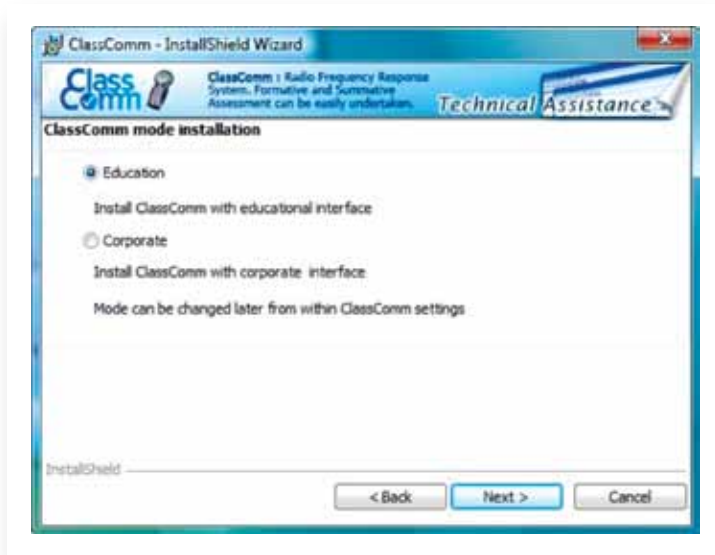 ClassComm - InstallShield Wizard
Class
Comm
ClassComm : Radio Frequency Response
System. Formative and Summative
Assessment can be easily undertaken.
Technical Assistance
ClassComm mode installation
Education
Install ClassComm with educational interface
Corporate
Install ClassComm with corporate interface
Mode can be changed later from within ClassComm settings
InstallShield
< Back
Next >
Cancel